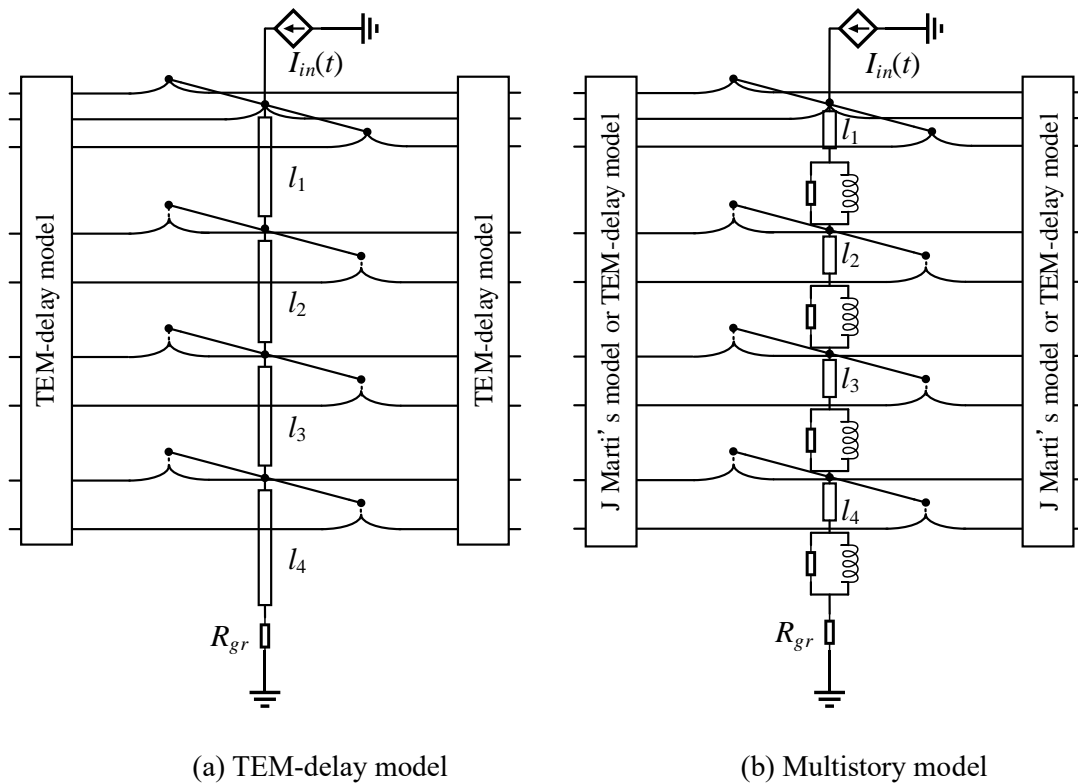 I_in(t)
TEM-delay model
l_1
l_2
l_3
l_4
R_gr
TEM-delay model
(a) TEM-delay model
I_in(t)
J Marti’s model or TEM-delay model
l_1
l_2
l_3
l_4
R_gr
J Marti’s model or TEM-delay model
(b) Multistory model